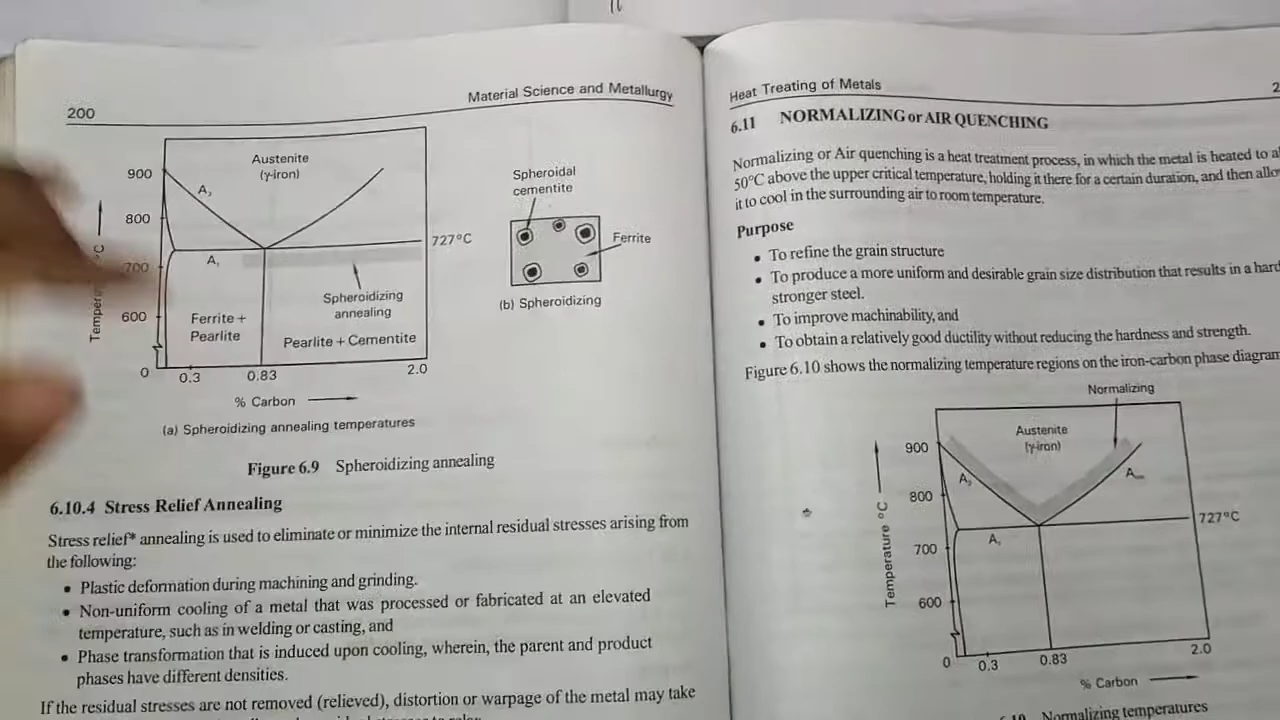 200
Material Science and Metallurgy
Austenite
(γ-iron)
900
A₃
800
727°C
A₁
700
Spheroidizing
annealing
600
Ferrite +
Pearlite
Pearlite + Cementite
0
0.3
0.83
2.0
°C
% Carbon
(a) Spheroidizing annealing temperatures
Spheroidal
cementite
Ferrite
(b) Spheroidizing
Figure 6.9 Spheroidizing annealing
6.10.4 Stress Relief Annealing
Stress relief* annealing is used to eliminate or minimize the internal residual stresses arising from
the following:
• Plastic deformation during machining and grinding.
• Non-uniform cooling of a metal that was processed or fabricated at an elevated
temperature, such as in welding or casting, and
• Phase transformation that is induced upon cooling, wherein, the parent and product
phases have different densities.
If the residual stresses are not removed (relieved), distortion or warpage of the metal may take
Heat Treating of Metals
6.11 NORMALIZING or AIR QUENCHING
Normalizing or Air quenching is a heat treatment process, in which the metal is heated to
50°C above the upper critical temperature, holding it there for a certain duration, and then
it to cool in the surrounding air to room temperature.
Purpose
• To refine the grain structure
• To produce a more uniform and desirable grain size distribution that results in a
stronger steel.
• To improve machinability, and
• To obtain a relatively good ductility without reducing the hardness and strength.
Figure 6.10 shows the normalizing temperature regions on the iron-carbon phase
Normalizing
Austenite
(γ-iron)
900
A₃
800
727°C
A₁
700
600
Temperature °C
0
0.3
0.83
2.0
% Carbon
Normalizing temperatures